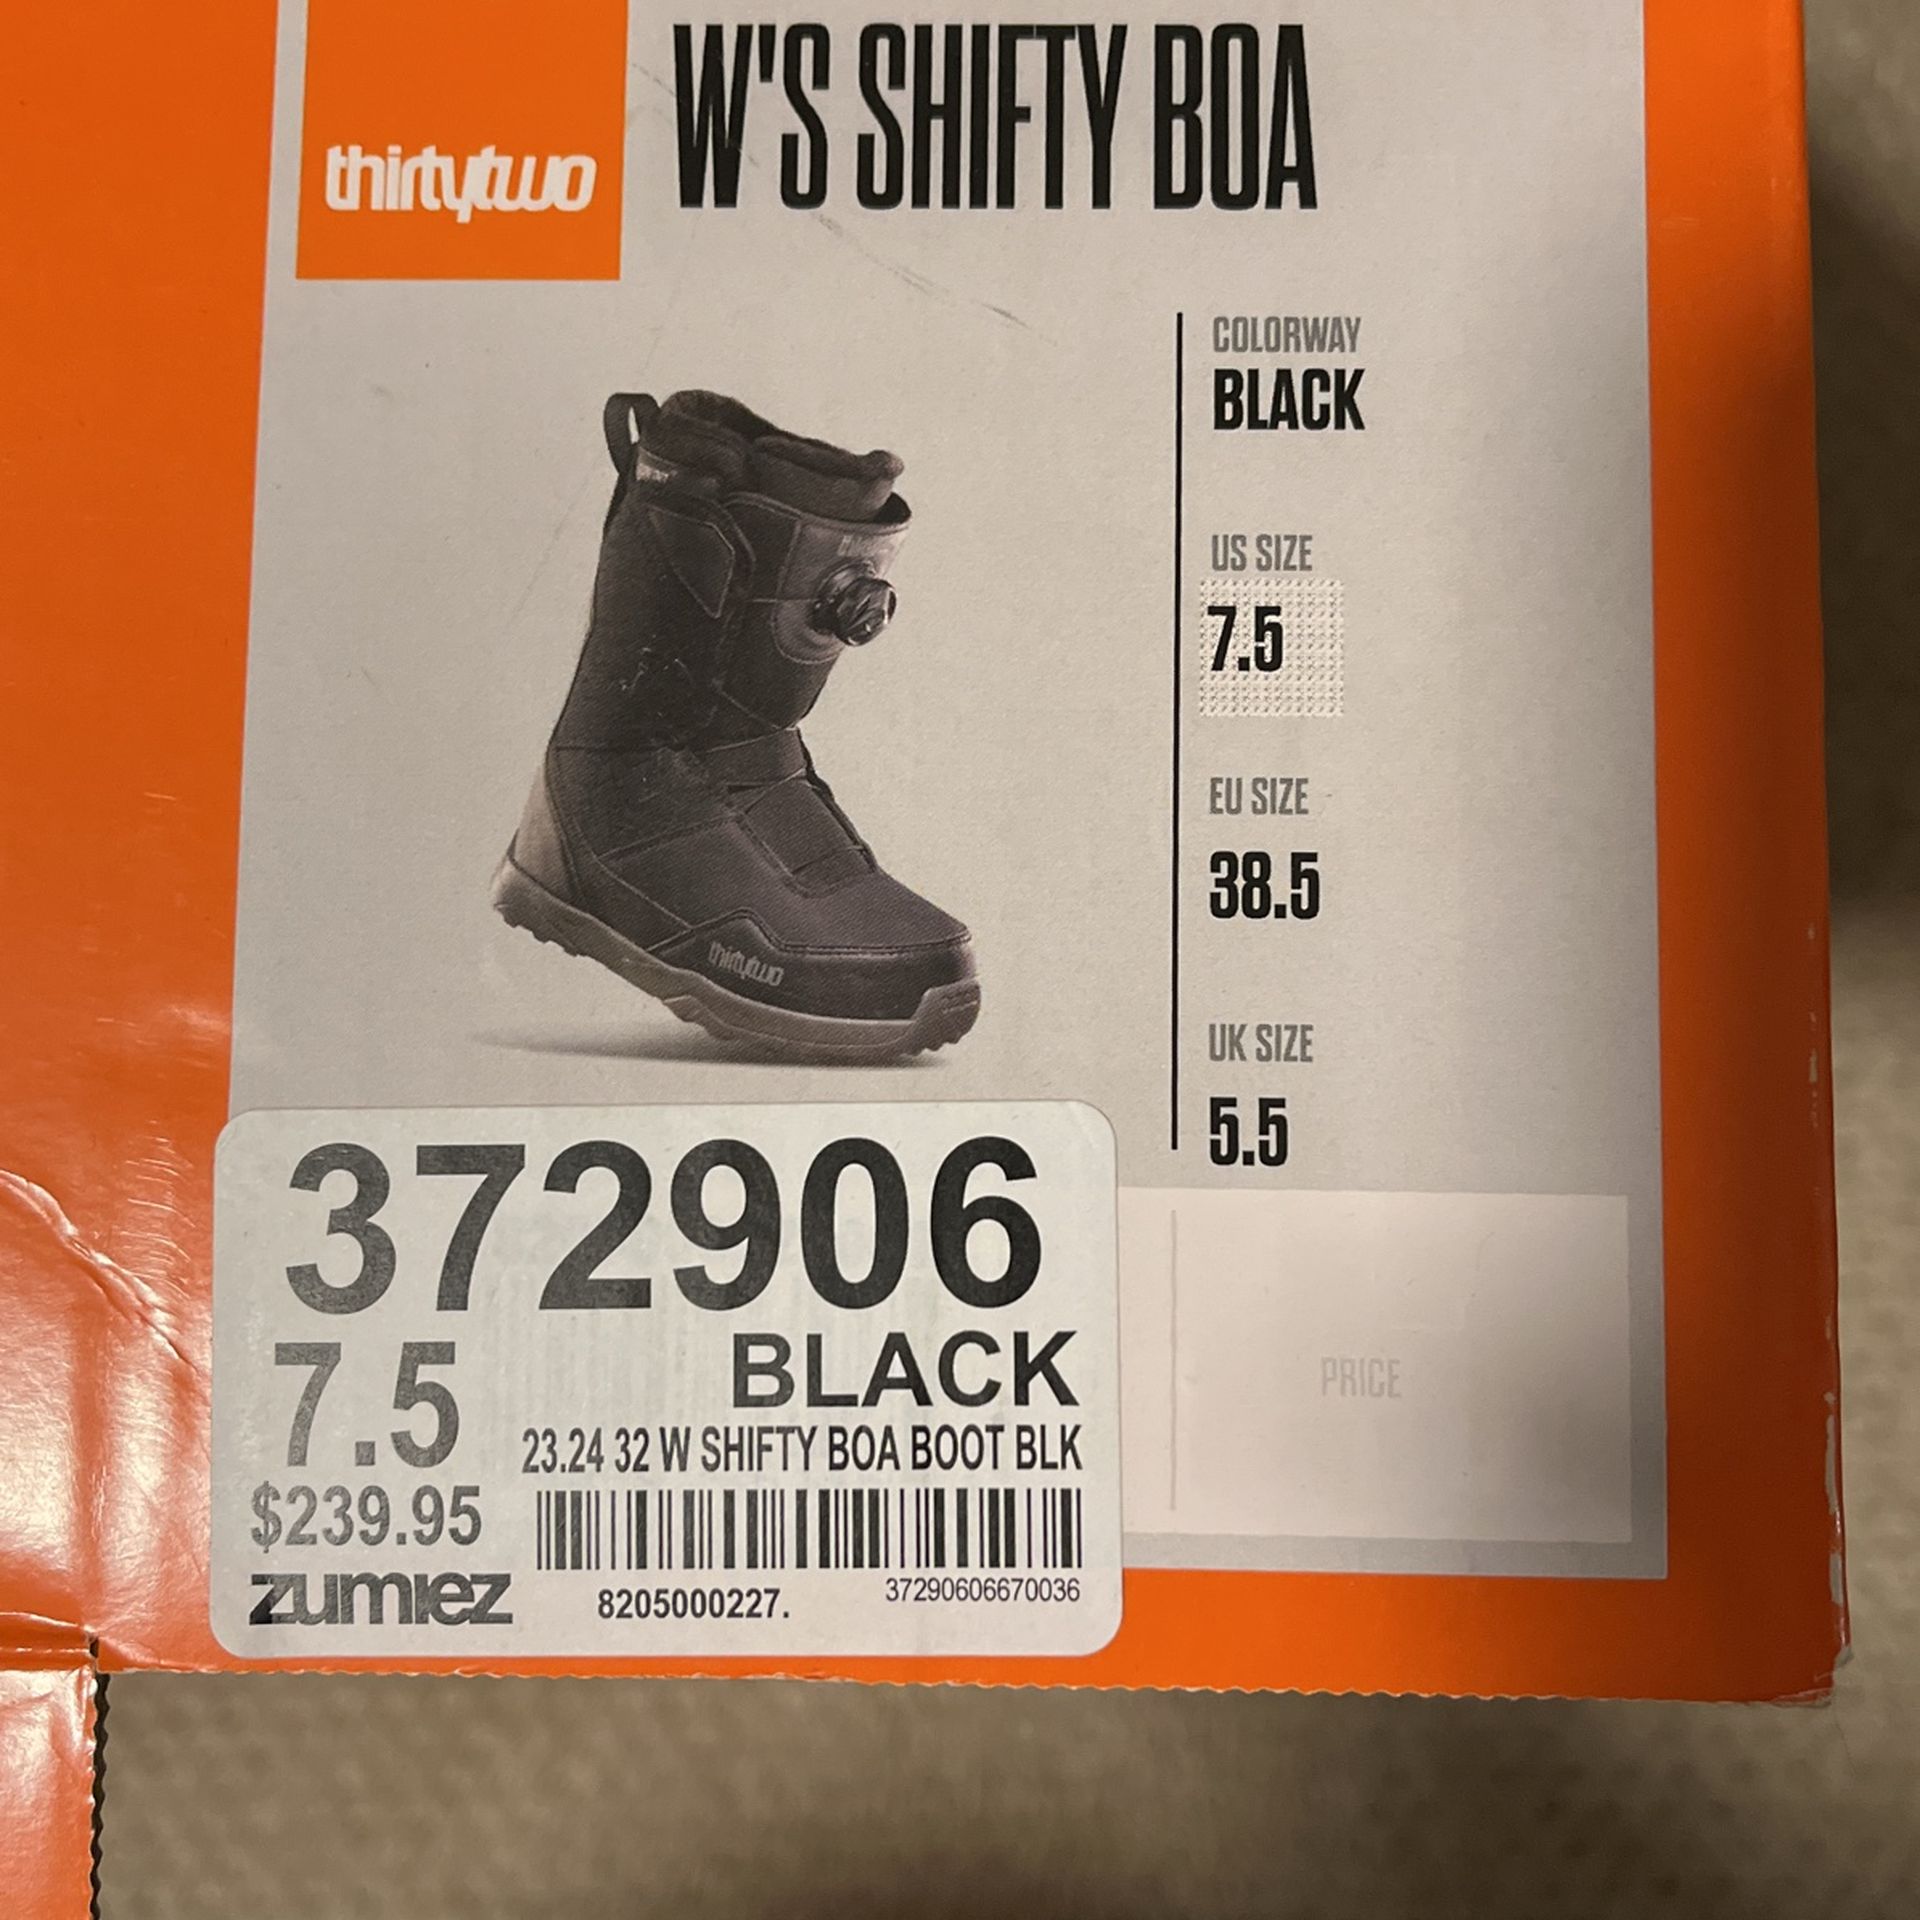 thirtytwo
W'S SHIFTY BOA
COLORWAY
BLACK
US SIZE
7.5
EU SIZE
38.5
UK SIZE
5.5
thirtytwo
372906
7.5
BLACK
23.24 32 W SHIFTY BOA BOOT BLK
$239.95
zumiez
8205000227.
37290606670036
PRICE